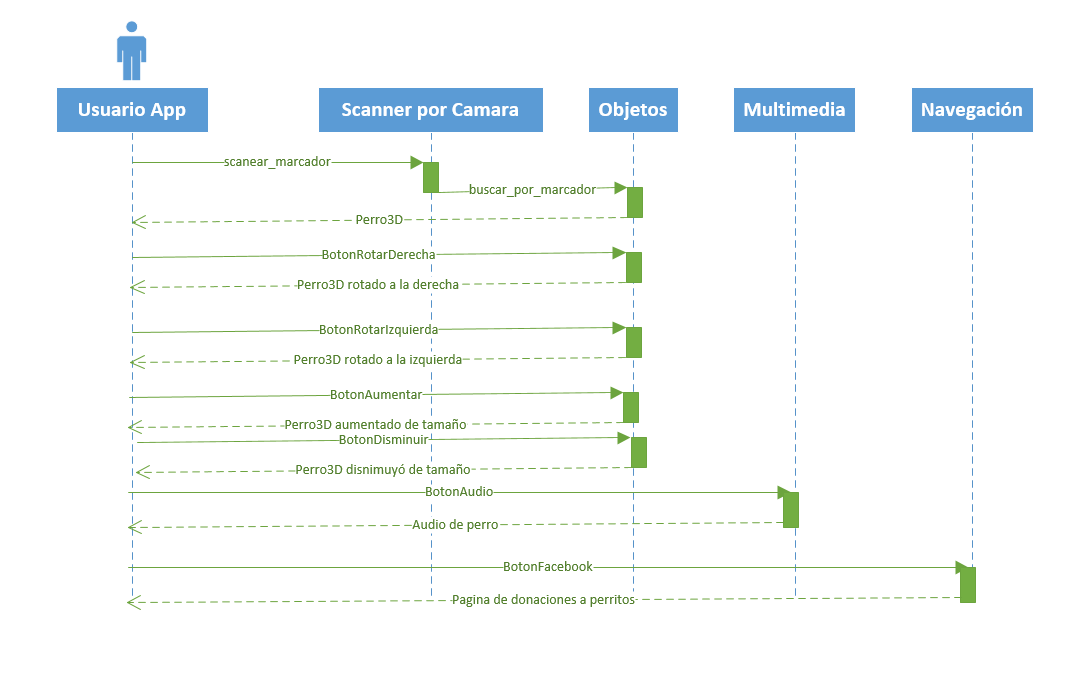 Usuario App
Scanner por Camara
Objetos
Multimedia
Navegación
scanear_marcador
buscar_por_marcador
Perro3D
BotonRotarDerecha
Perro3D rotado a la derecha
BotonRotarIzquierda
Perro3D rotado a la izquierda
BotonAumentar
Perro3D aumentado de tamaño
BotonDisminuir
Perro3D disnimuyó de tamaño
BotonAudio
Audio de perro
BotonFacebook
Pagina de donaciones a perritos